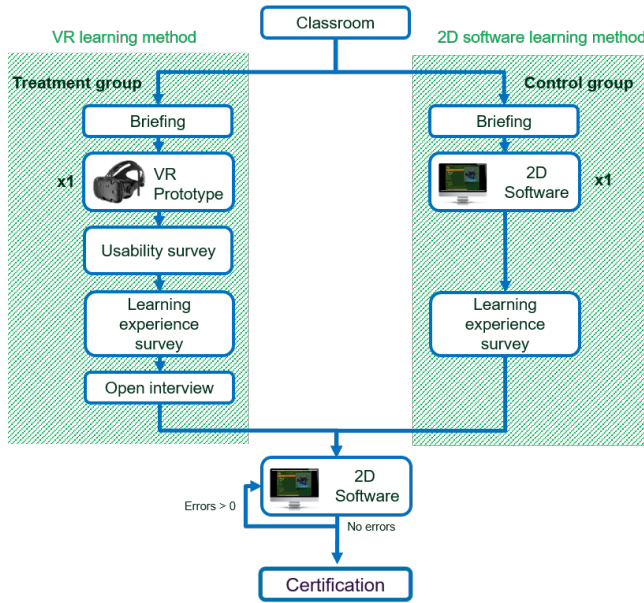 Classroom
VR learning method
2D software learning method
Treatment group
Control group
Briefing
Briefing
x1
VR
Prototype
2D
Software
x1
Usability survey
Learning
experience
survey
Learning
experience
survey
Open interview
2D
Software
Errors > 0
No errors
Certification